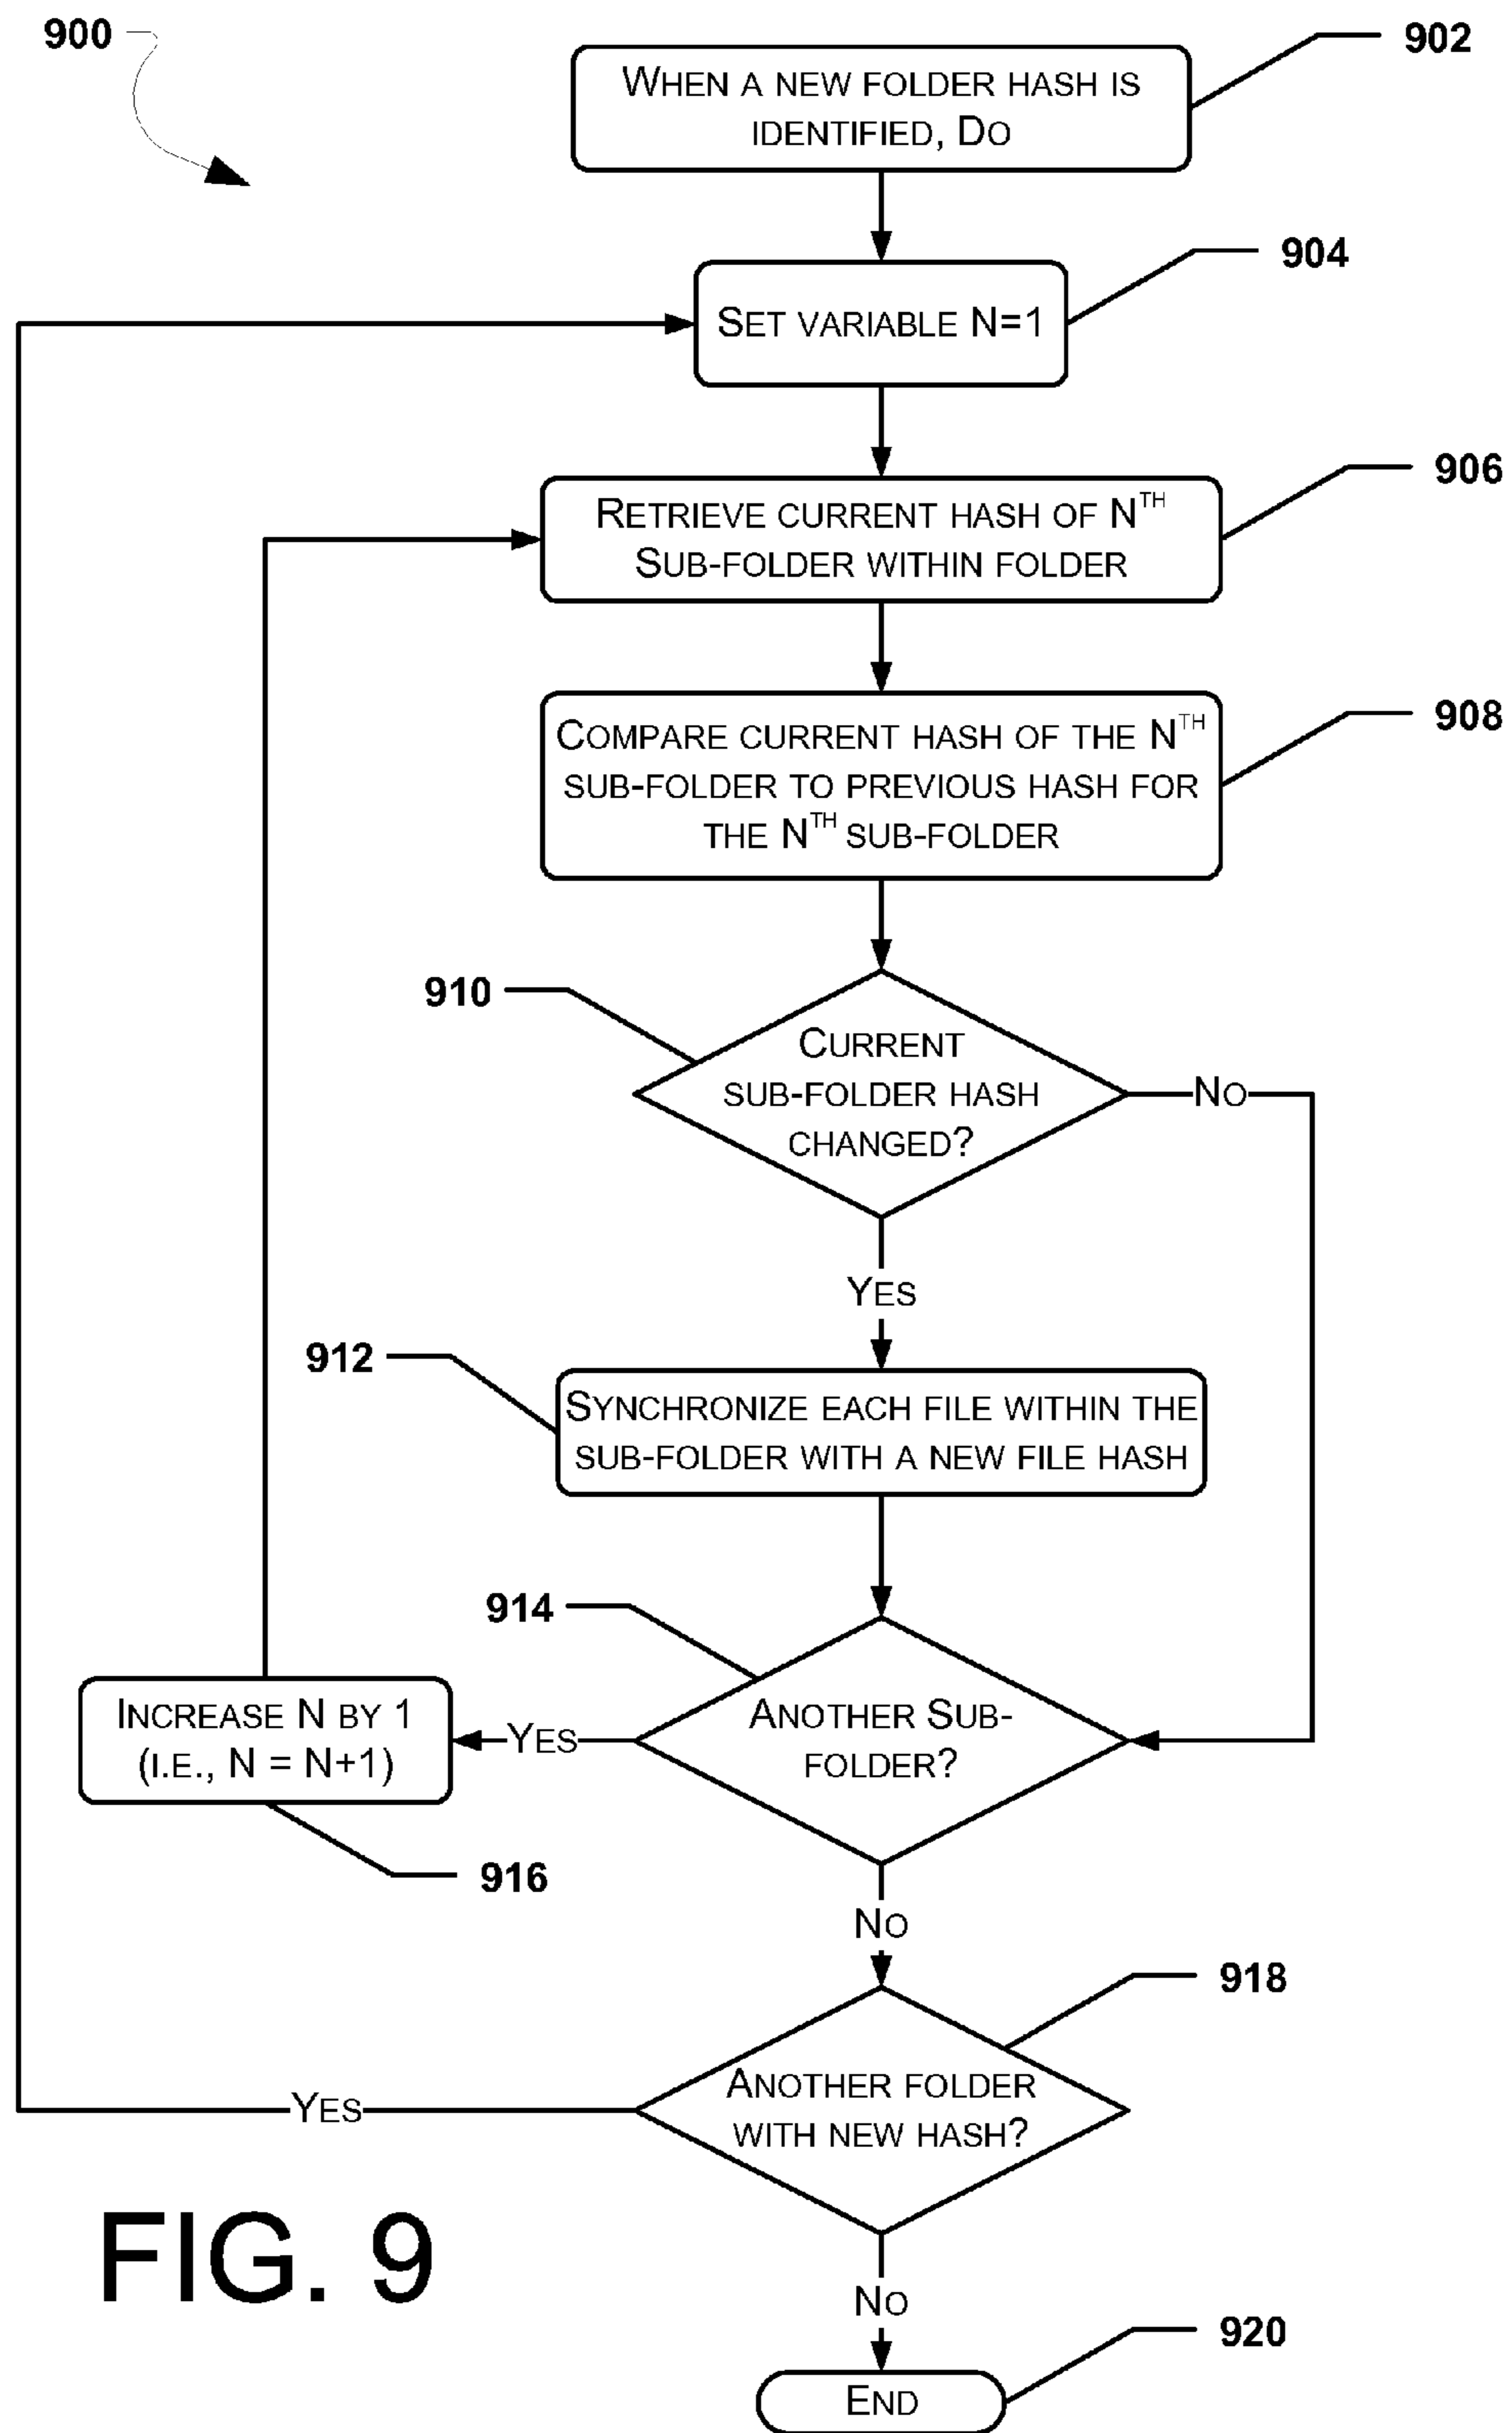 900
902
WHEN A NEW FOLDER HASH IS
IDENTIFIED, DO
904
SET VARIABLE N=1
906
RETRIEVE CURRENT HASH OF NTH
SUB-FOLDER WITHIN FOLDER
908
COMPARE CURRENT HASH OF THE NTH
SUB-FOLDER TO PREVIOUS HASH FOR
THE NTH SUB-FOLDER
910
CURRENT
SUB-FOLDER HASH
CHANGED?
NO
YES
912
SYNCHRONIZE EACH FILE WITHIN THE
SUB-FOLDER WITH A NEW FILE HASH
914
ANOTHER SUB-
FOLDER?
YES
INCREASE N BY 1
(I.E., N = N+1)
916
NO
918
ANOTHER FOLDER
WITH NEW HASH?
YES
NO
920
END
FIG. 9